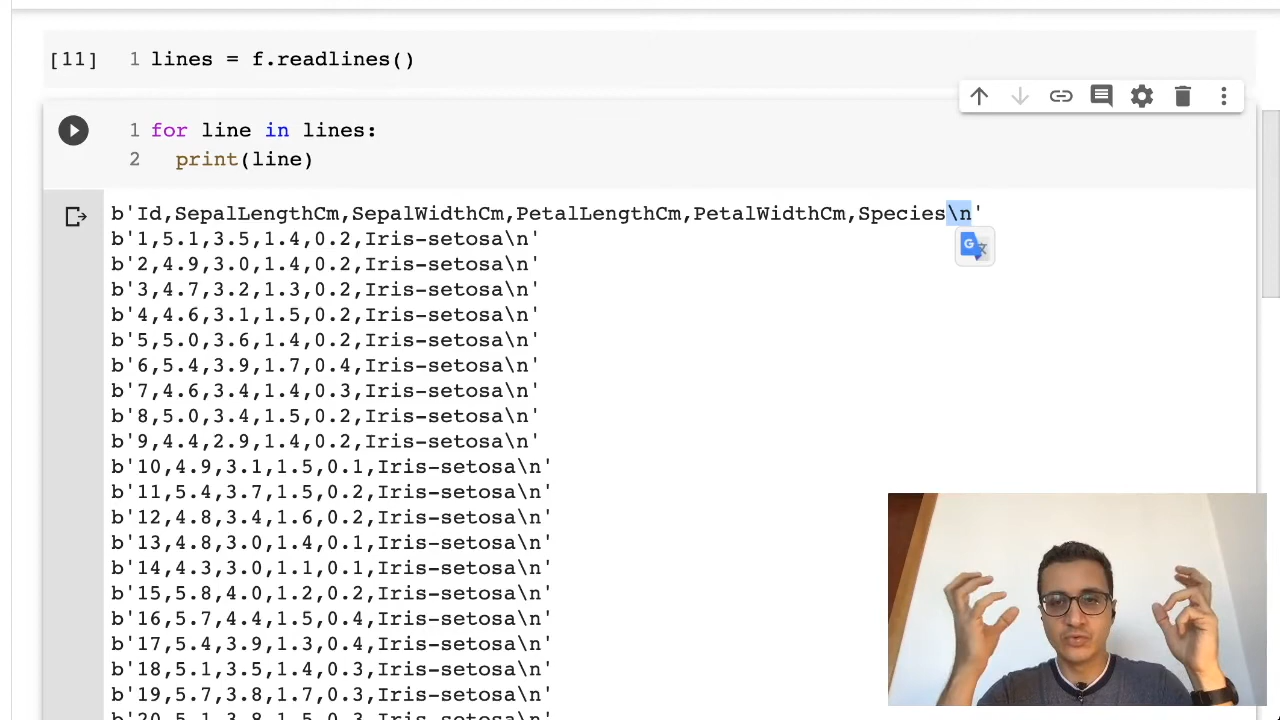 [11] 1 lines = f.readlines()
1 for line in lines:
2 print(line)
b'Id,SepalLengthCm,SepalWidthCm,PetalLengthCm,PetalWidthCm,Species\n'
b'1,5.1,3.5,1.4,0.2,Iris-setosa\n'
b'2,4.9,3.0,1.4,0.2,Iris-setosa\n'
b'3,4.7,3.2,1.3,0.2,Iris-setosa\n'
b'4,4.6,3.1,1.5,0.2,Iris-setosa\n'
b'5,5.0,3.6,1.4,0.2,Iris-setosa\n'
b'6,5.4,3.9,1.7,0.4,Iris-setosa\n'
b'7,4.6,3.4,1.4,0.3,Iris-setosa\n'
b'8,5.0,3.4,1.5,0.2,Iris-setosa\n'
b'9,4.4,2.9,1.4,0.2,Iris-setosa\n'
b'10,4.9,3.1,1.5,0.1,Iris-setosa\n'
b'11,5.4,3.7,1.5,0.2,Iris-setosa\n'
b'12,4.8,3.4,1.6,0.2,Iris-setosa\n'
b'13,4.8,3.0,1.4,0.1,Iris-setosa\n'
b'14,4.3,3.0,1.1,0.1,Iris-setosa\n'
b'15,5.8,4.0,1.2,0.2,Iris-setosa\n'
b'16,5.7,4.4,1.5,0.4,Iris-setosa\n'
b'17,5.4,3.9,1.3,0.4,Iris-setosa\n'
b'18,5.1,3.5,1.4,0.3,Iris-setosa\n'
b'19,5.7,3.8,1.7,0.3,Iris-setosa\n'
b'20,5.1,3.8,1.5,0.3,Iris-setosa\n'